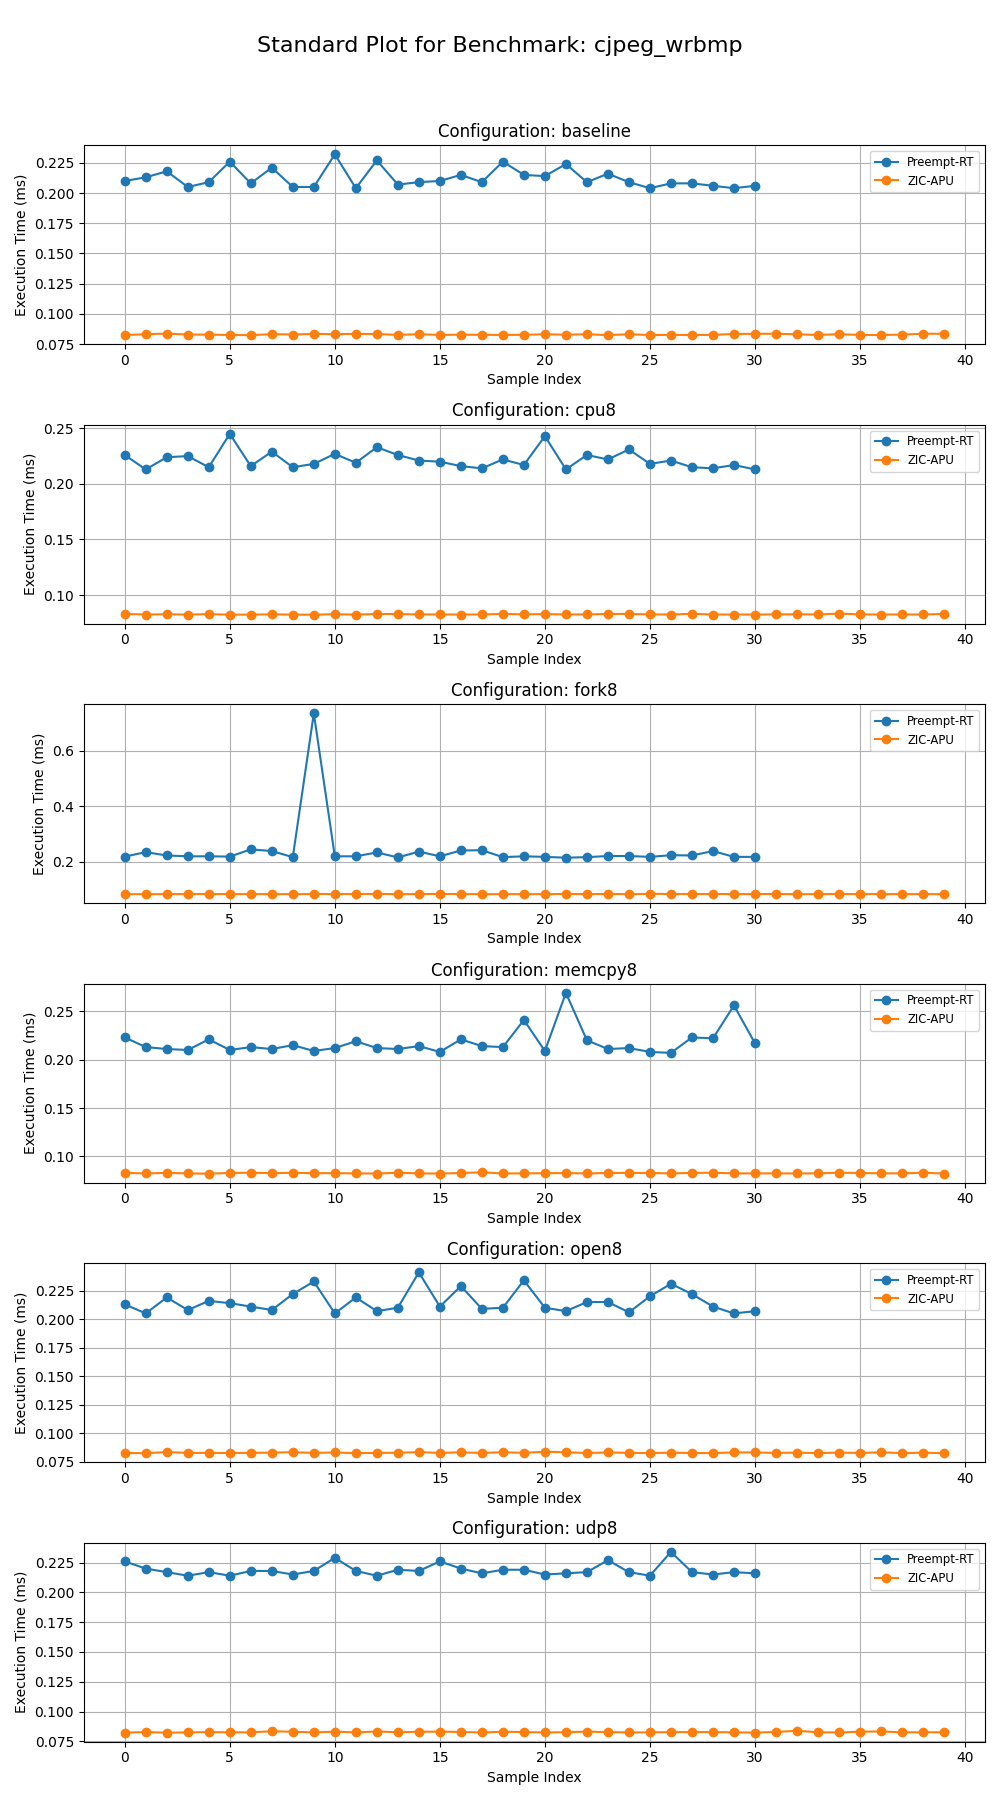 Standard Plot for Benchmark: cjpeg_wrbmp
Configuration: baseline
Execution Time (ms)
0.225
0.200
0.175
0.150
0.125
0.100
0.075
Preempt-RT
ZIC-APU
0 5 10 15 20 25 30 35 40
Sample Index
Configuration: cpu8
Execution Time (ms)
0.25
0.20
0.15
0.10
Preempt-RT
ZIC-APU
0 5 10 15 20 25 30 35 40
Sample Index
Configuration: fork8
Execution Time (ms)
0.6
0.4
0.2
Preempt-RT
ZIC-APU
0 5 10 15 20 25 30 35 40
Sample Index
Configuration: memcpy8
Execution Time (ms)
0.25
0.20
0.15
0.10
Preempt-RT
ZIC-APU
0 5 10 15 20 25 30 35 40
Sample Index
Configuration: open8
Execution Time (ms)
0.225
0.200
0.175
0.150
0.125
0.100
0.075
Preempt-RT
ZIC-APU
0 5 10 15 20 25 30 35 40
Sample Index
Configuration: udp8
Execution Time (ms)
0.225
0.200
0.175
0.150
0.125
0.100
0.075
Preempt-RT
ZIC-APU
0 5 10 15 20 25 30 35 40
Sample Index